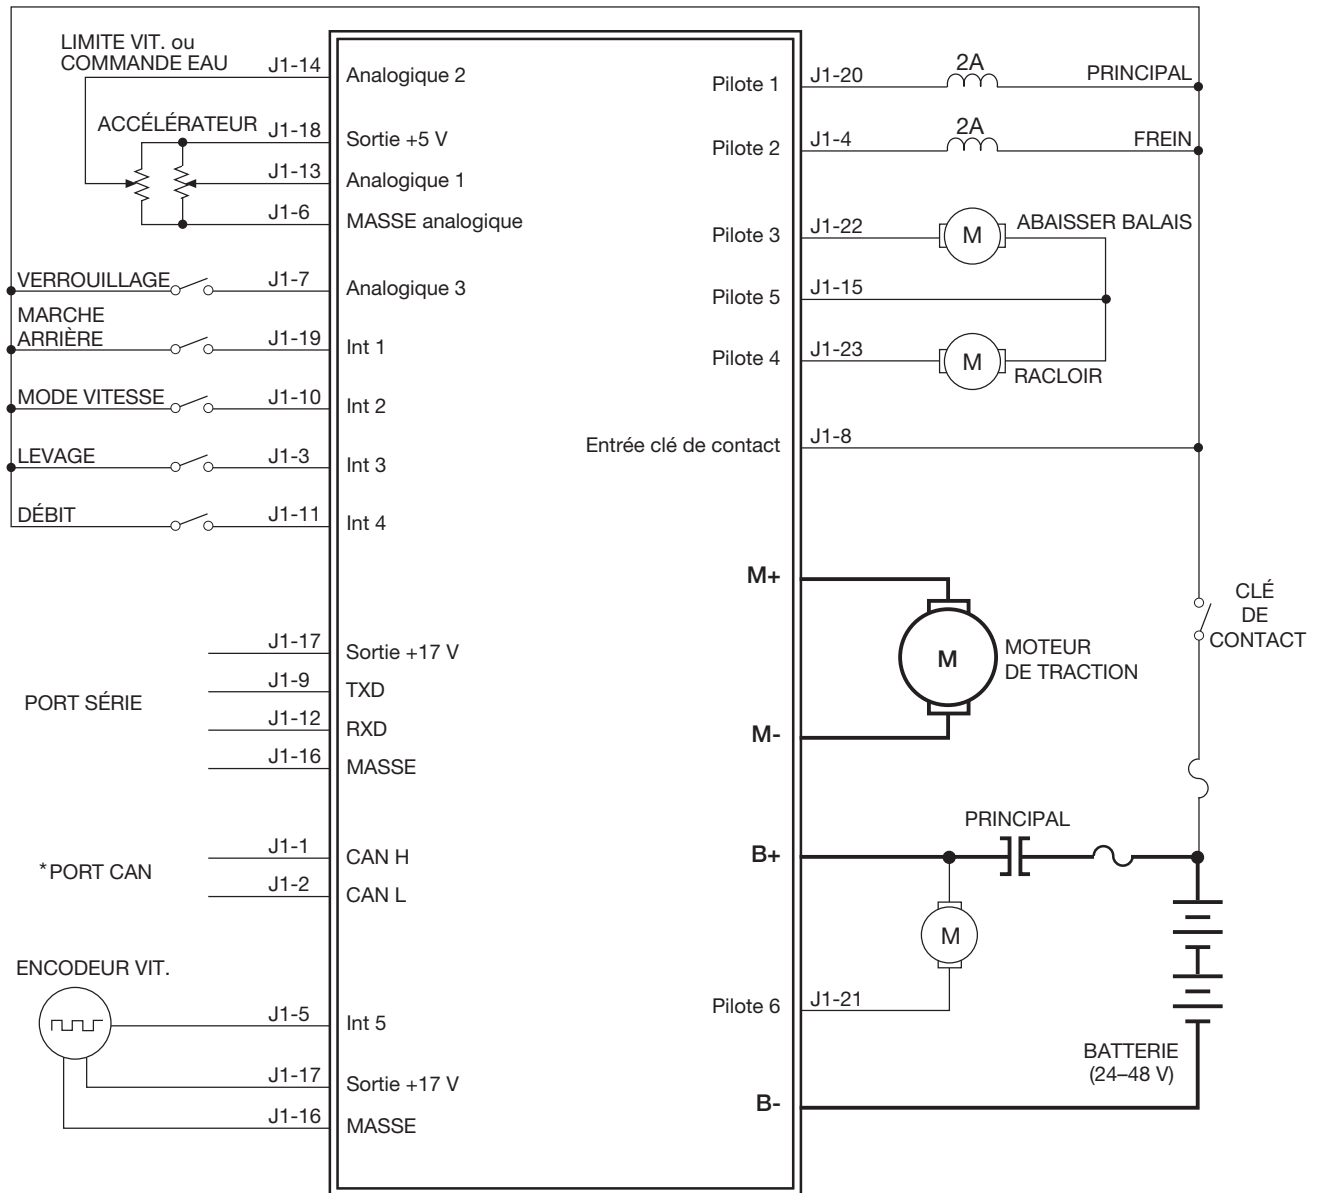 LIMITE VIT. ou
COMMANDE EAU
J1-14
Analogique 2
ACCÉLÉRATEUR
J1-18
Sortie +5 V
J1-13
Analogique 1
J1-6
MASSE analogique
VERROUILLAGE
J1-7
Analogique 3
MARCHE
ARRIÈRE
J1-19
Int 1
MODE VITESSE
J1-10
Int 2
LEVAGE
J1-3
Int 3
DÉBIT
J1-11
Int 4
PORT SÉRIE
J1-17
Sortie +17 V
J1-9
TXD
J1-12
RXD
J1-16
MASSE
*PORT CAN
J1-1
CAN H
J1-2
CAN L
ENCODEUR VIT.
J1-5
Int 5
J1-17
Sortie +17 V
J1-16
MASSE
Pilote 1
J1-20
2A
PRINCIPAL
Pilote 2
J1-4
2A
FREIN
Pilote 3
J1-22
M
ABAISSER BALAIS
Pilote 5
J1-15
Pilote 4
J1-23
M
RACLOIR
Entrée clé de contact
J1-8
M+
M
MOTEUR
DE TRACTION
M-
CLÉ
DE
CONTACT
PRINCIPAL
B+
M
Pilote 6
J1-21
BATTERIE
(24–48 V)
B-